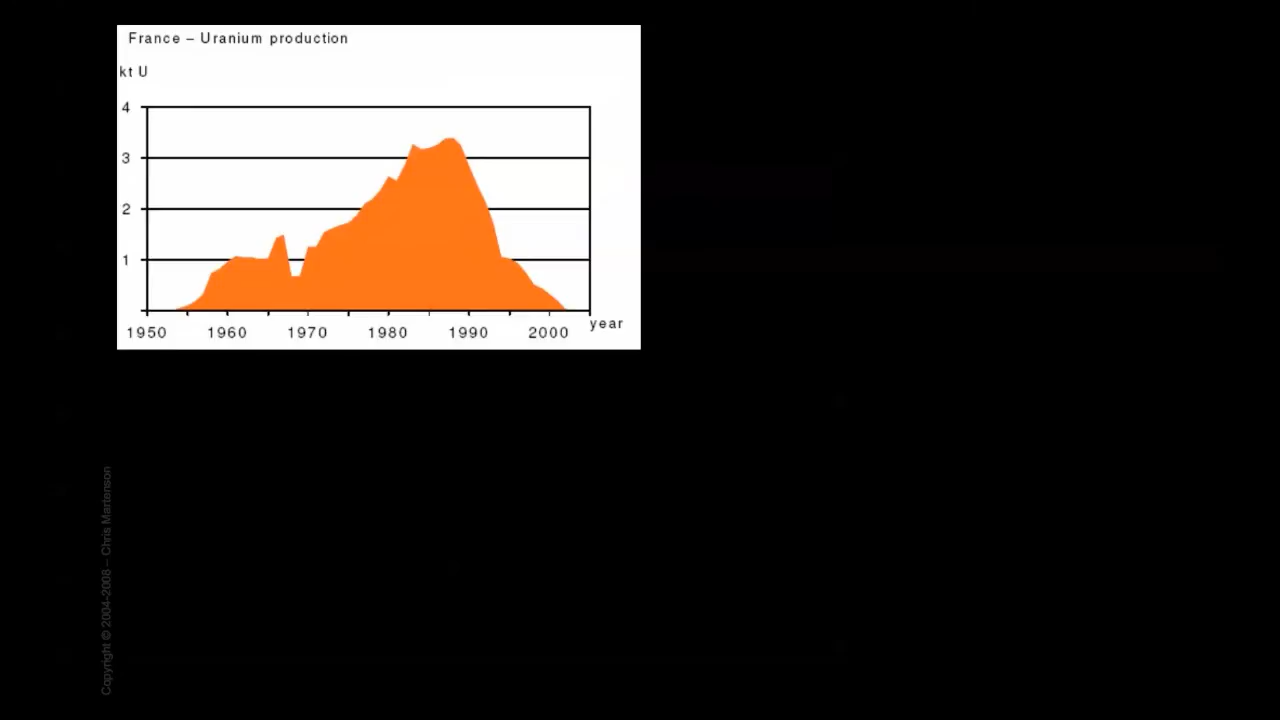 France – Uranium production
kt U
4
3
2
1
1950 1960 1970 1980 1990 2000 year
Copyright © 2004-2008 – Chris Martenson